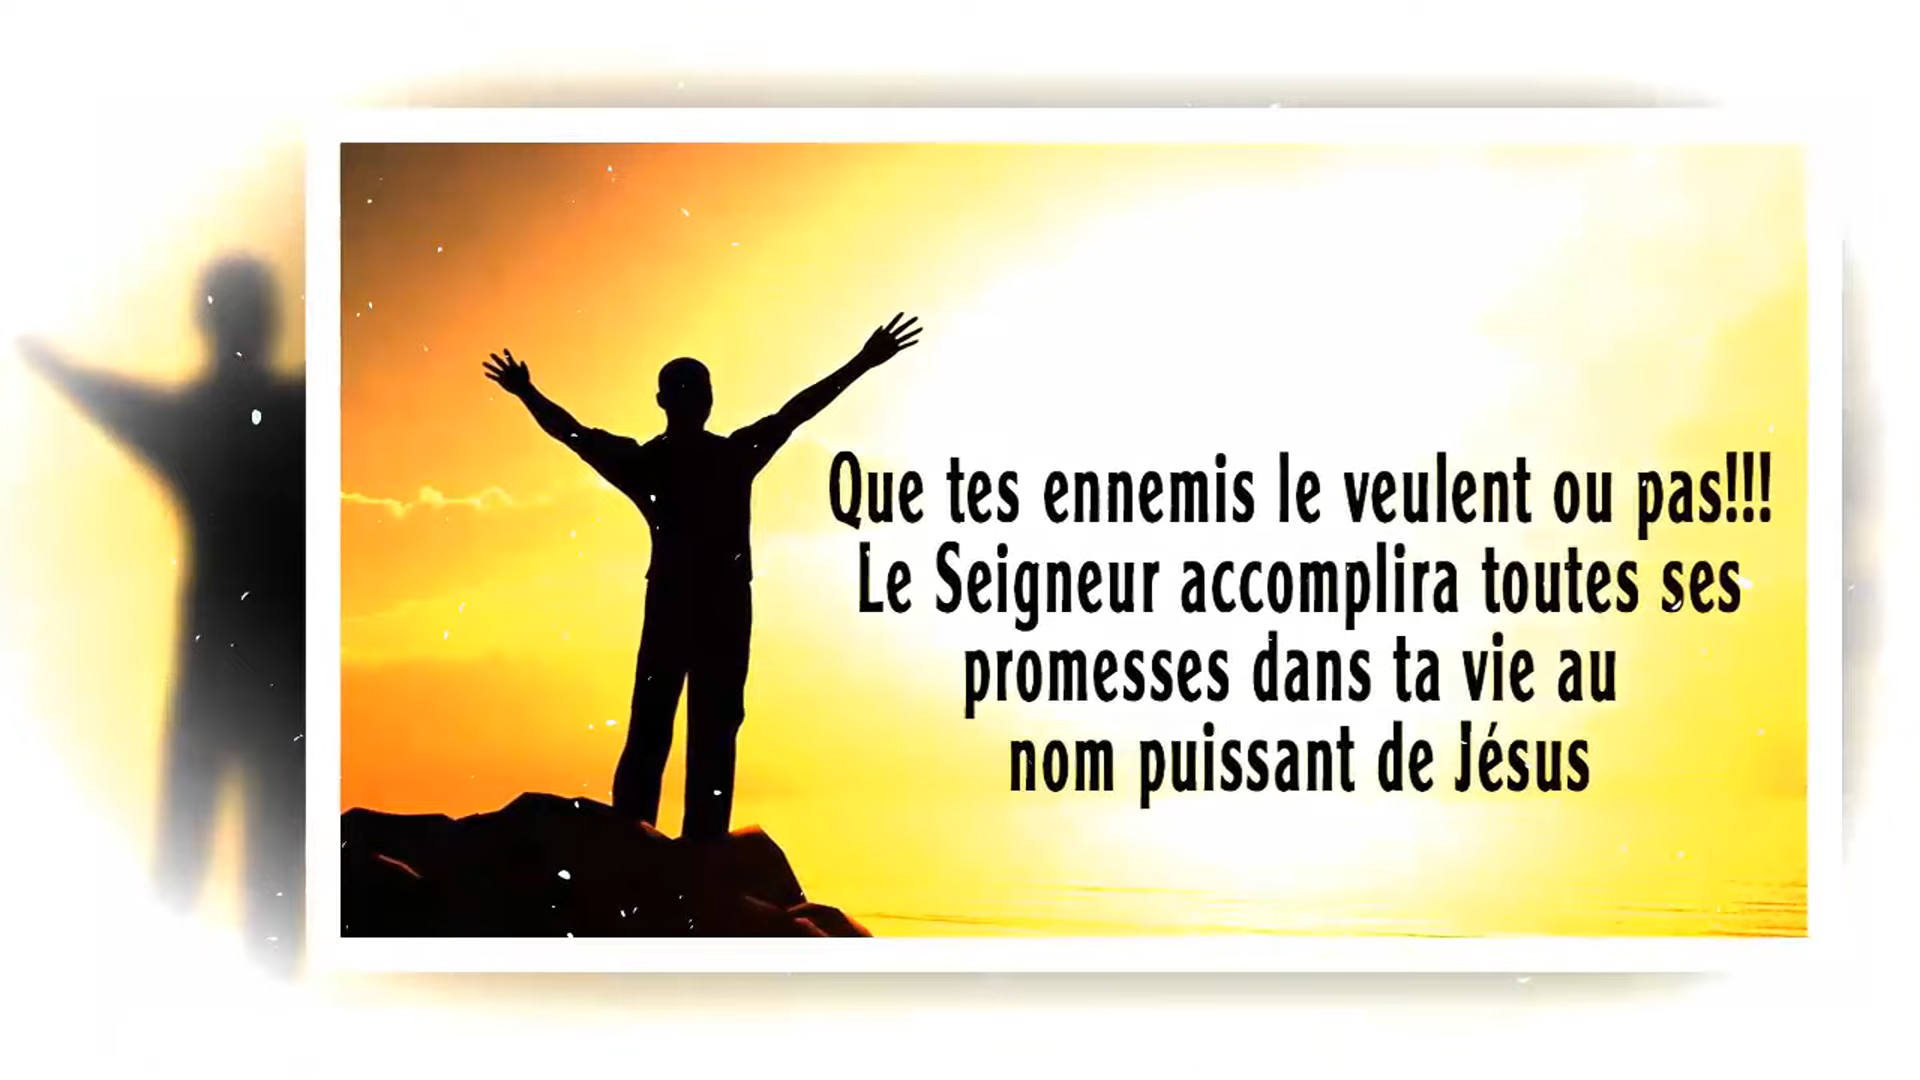 Que tes ennemis le veulent ou pas!!!
Le Seigneur accomplira toutes ses
promesses dans ta vie au
nom puissant de Jésus